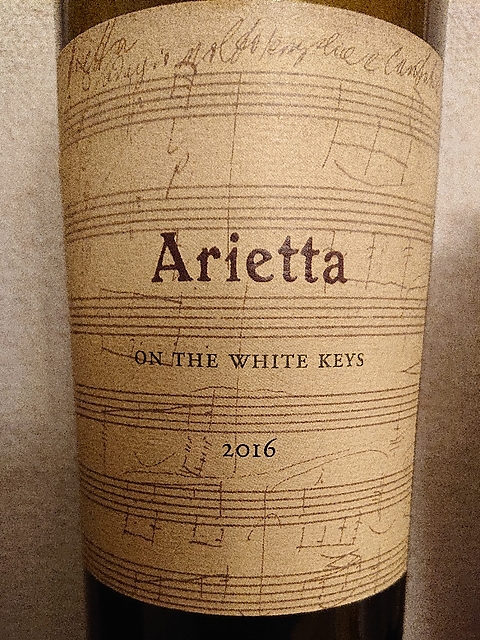 Arietta
ON THE WHITE KEYS
2016